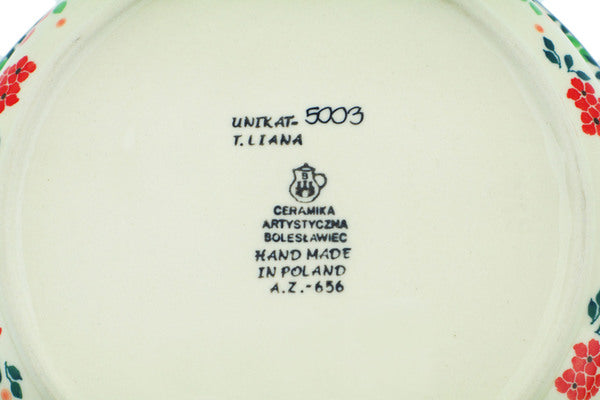 UNIKAT-5003
T.LIANA
B
CERAMIKA
ARTYSTYCZNA
BOLESŁAWIEC
HAND MADE
IN POLAND
A.Z.-656